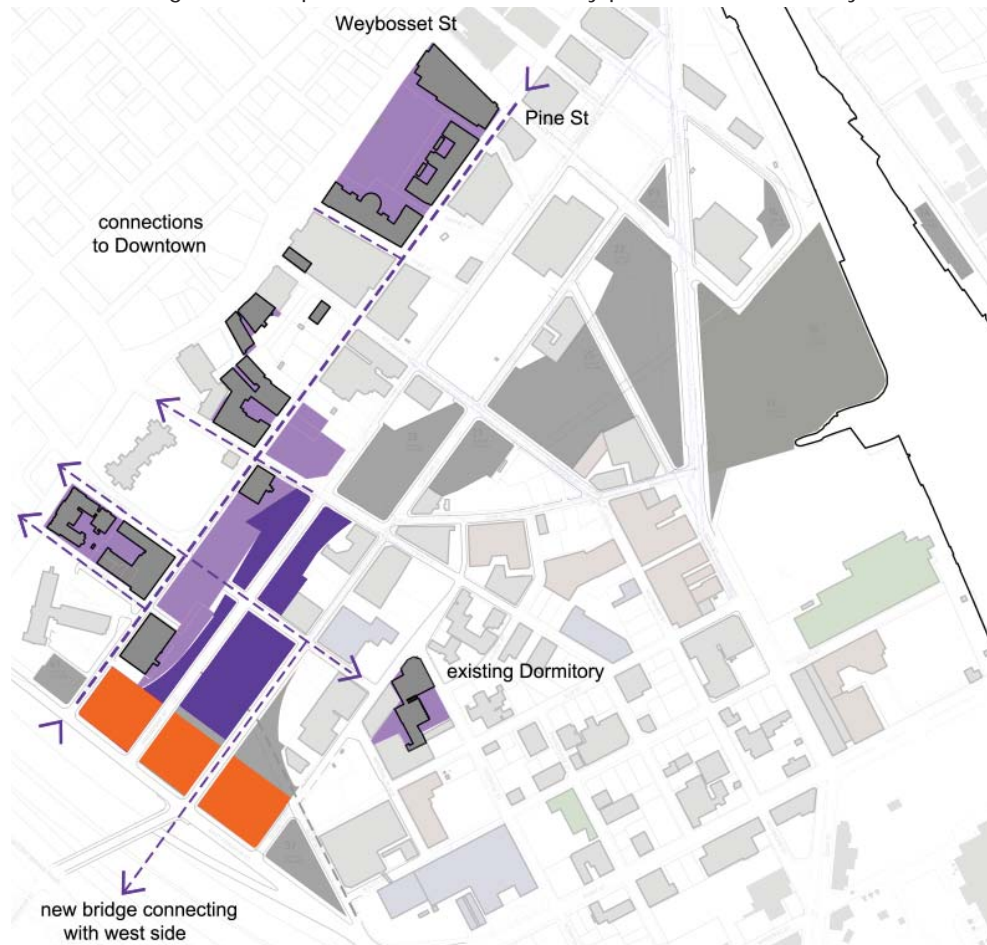 Weybosset St
Pine St
connections
to Downtown
existing Dormitory
new bridge connecting
with west side